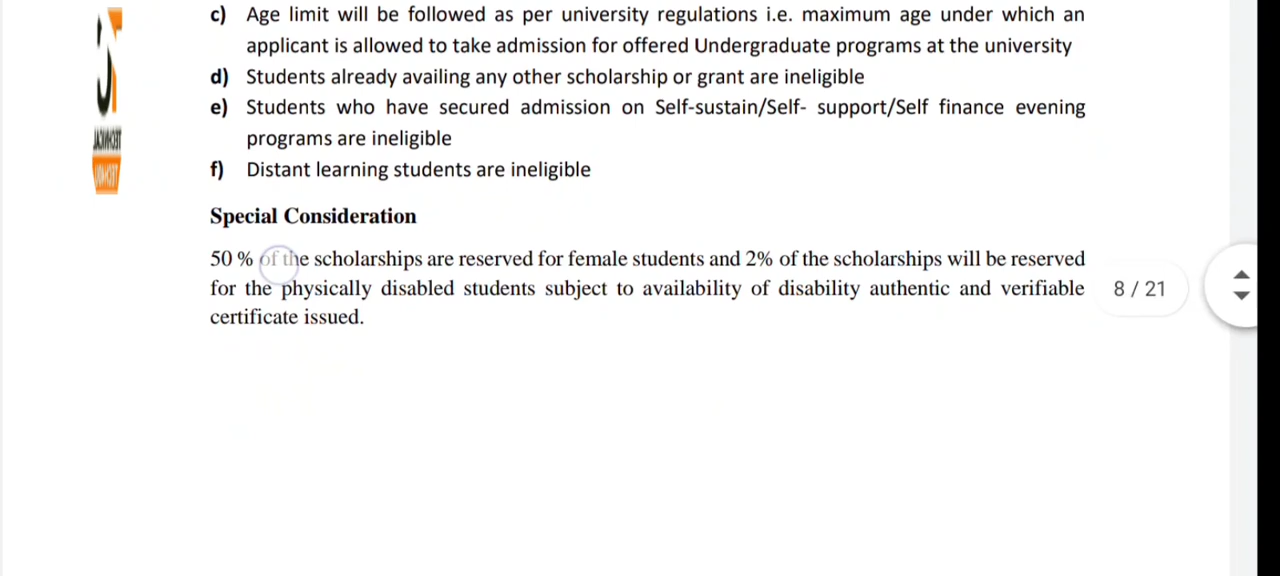 c) Age limit will be followed as per university regulations i.e. maximum age under which an
applicant is allowed to take admission for offered Undergraduate programs at the university
d) Students already availing any other scholarship or grant are ineligible
e) Students who have secured admission on Self-sustain/Self- support/Self finance evening
programs are ineligible
f) Distant learning students are ineligible
Special Consideration
50 % of the scholarships are reserved for female students and 2% of the scholarships will be reserved
for the physically disabled students subject to availability of disability authentic and verifiable
certificate issued.
8 / 21